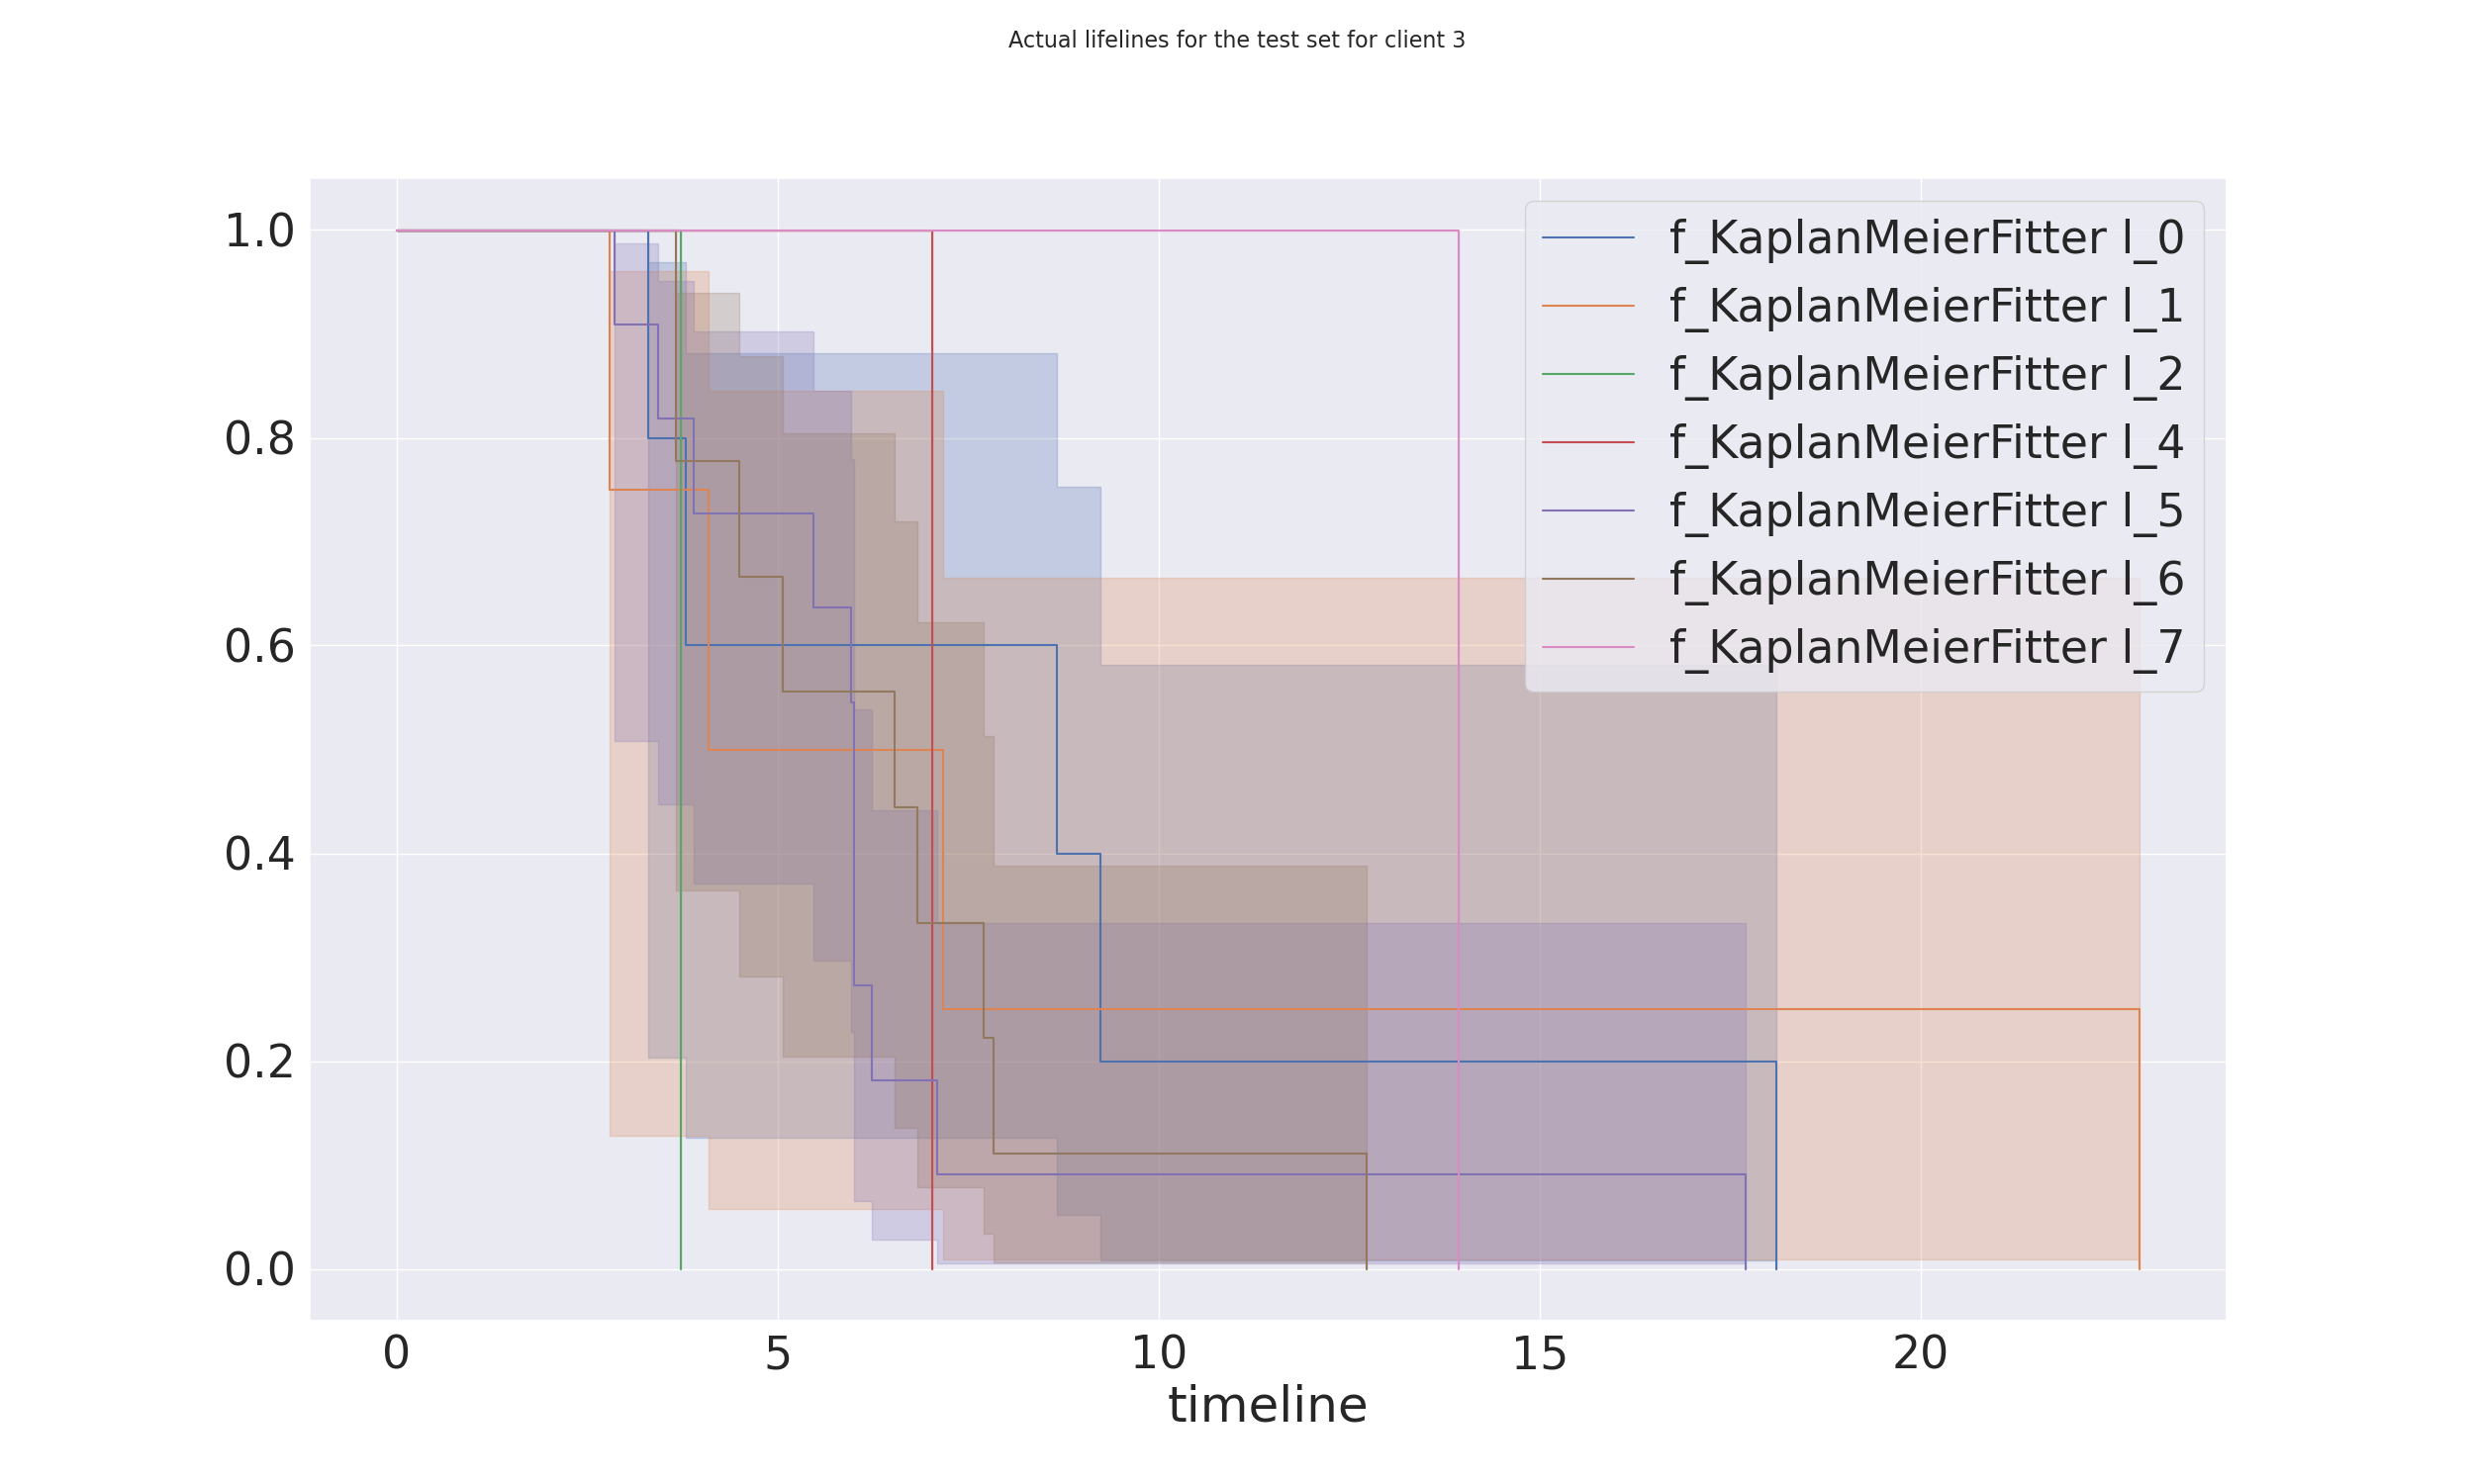 Actual lifelines for the test set for client 3
1.0
0.8
0.6
0.4
0.2
0.0
f_KaplanMeierFitter l_0
f_KaplanMeierFitter l_1
f_KaplanMeierFitter l_2
f_KaplanMeierFitter l_4
f_KaplanMeierFitter l_5
f_KaplanMeierFitter l_6
f_KaplanMeierFitter l_7
0 5 10 15 20
timeline